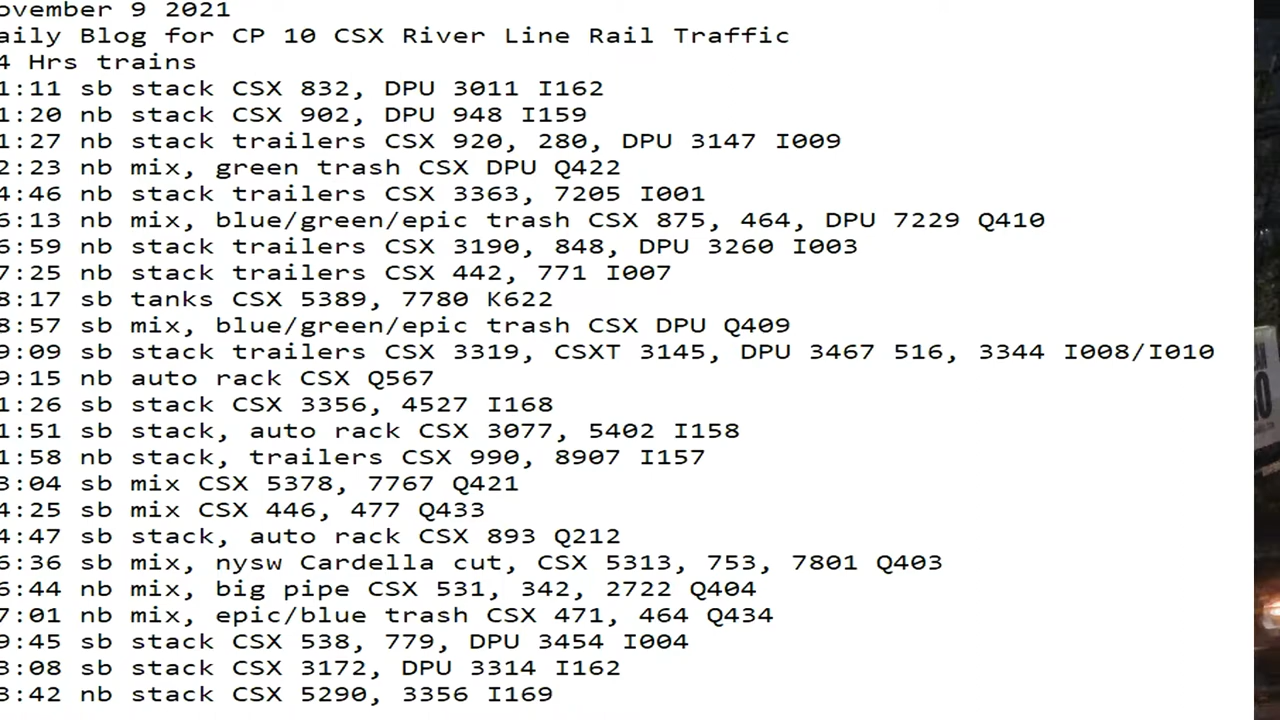 ovember 9 2021
aily Blog for CP 10 CSX River Line Rail Traffic
4 Hrs trains
1:11 sb stack CSX 832, DPU 3011 I162
1:20 nb stack CSX 902, DPU 948 I159
1:27 nb stack trailers CSX 920, 280, DPU 3147 I009
2:23 nb mix, green trash CSX DPU Q422
4:46 nb stack trailers CSX 3363, 7205 I001
6:13 nb mix, blue/green/epic trash CSX 875, 464, DPU 7229 Q410
6:59 nb stack trailers CSX 3190, 848, DPU 3260 I003
7:25 nb stack trailers CSX 442, 771 I007
8:17 sb tanks CSX 5389, 7780 K622
8:57 sb mix, blue/green/epic trash CSX DPU Q409
9:09 sb stack trailers CSX 3319, CSXT 3145, DPU 3467 516, 3344 I008/I010
9:15 nb auto rack CSX Q567
1:26 sb stack CSX 3356, 4527 I168
1:51 sb stack, auto rack CSX 3077, 5402 I158
1:58 nb stack, trailers CSX 990, 8907 I157
3:04 sb mix CSX 5378, 7767 Q421
4:25 sb mix CSX 446, 477 Q433
4:47 sb stack, auto rack CSX 893 Q212
6:36 sb mix, nysw Cardella cut, CSX 5313, 753, 7801 Q403
6:44 nb mix, big pipe CSX 531, 342, 2722 Q404
7:01 nb mix, epic/blue trash CSX 471, 464 Q434
9:45 sb stack CSX 538, 779, DPU 3454 I004
3:08 sb stack CSX 3172, DPU 3314 I162
3:42 nb stack CSX 5290, 3356 I169